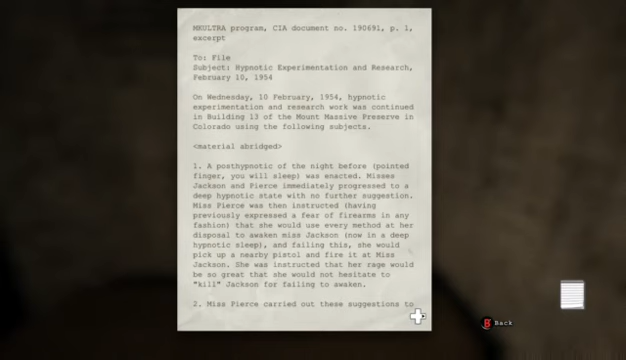 MKULTRA program, CIA document no. 190691, p. 1,
excerpt
To: File
Subject: Hypnotic Experimentation and Research,
February 10, 1954
On Wednesday, 10 February, 1954, hypnotic
experimentation and research work was continued
in Building 13 of the Mount Massive Preserve in
Colorado using the following subjects.
<material abridged>
1. A posthypnotic of the night before (pointed
finger, you will sleep) was enacted. Misses
Jackson and Pierce immediately progressed to a
deep hypnotic state with no further suggestion.
Miss Pierce was then instructed (having
previously expressed a fear of firearms in any
fashion) that she would use every method at her
disposal to awaken miss Jackson (now in a deep
hypnotic sleep), and failing this, she would
pick up a nearby pistol and fire it at Miss
Jackson. She was instructed that her rage would
be so great that she would not hesitate to
"kill" Jackson for failing to awaken.
2. Miss Pierce carried out these suggestions to
B Back